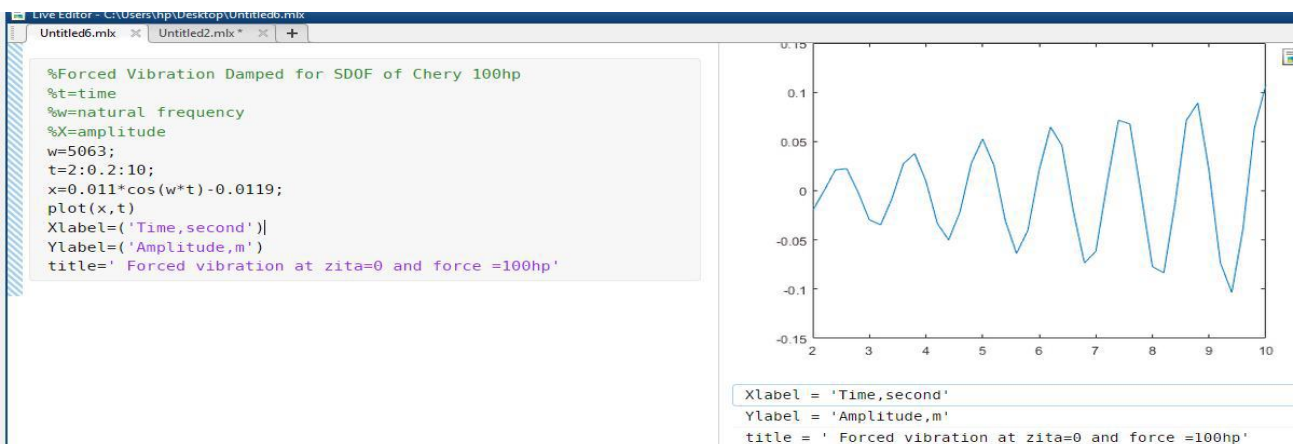 Live Editor - C:\Users\hp\Desktop\Untitled6.mlx
Untitled6.mlx Untitled2.mlx * +
%Forced Vibration Damped for SDOF of Chery 100hp
%t=time
%w=natural frequency
%X=amplitude
w=5063;
t=2:0.2:10;
x=0.011*cos(w*t)-0.0119;
plot(x,t)
Xlabel=('Time,second')
Ylabel=('Amplitude,m')
title=' Forced vibration at zita=0 and force =100hp'
0.15
0.1
0.05
0
-0.05
-0.1
-0.15
2 3 4 5 6 7 8 9 10
Xlabel = 'Time,second'
Ylabel = 'Amplitude,m'
title = ' Forced vibration at zita=0 and force =100hp'